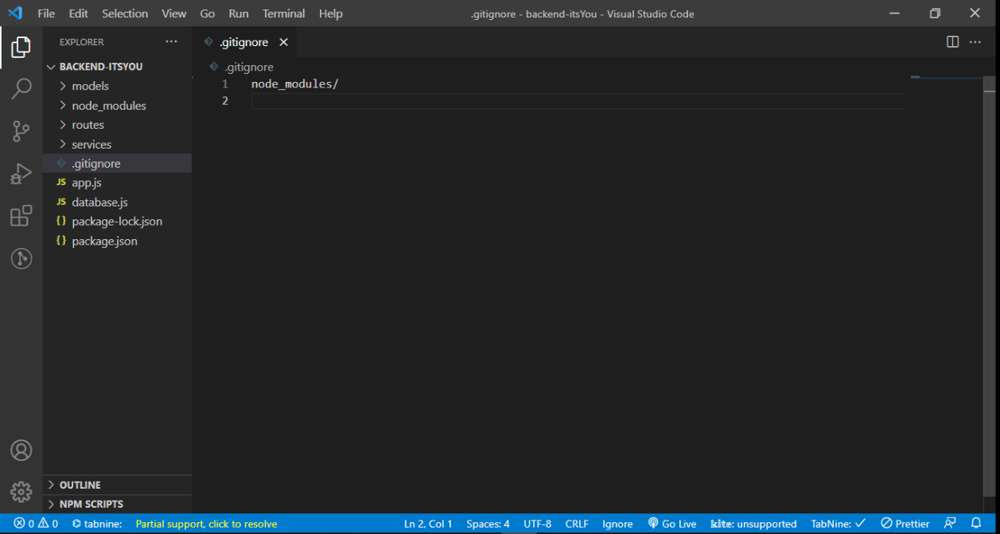 File Edit Selection View Go Run Terminal Help .gitignore - backend-itsYou - Visual Studio Code
EXPLORER
.gitignore
BACKEND-ITSYOU
models
node_modules
routes
services
.gitignore
JS app.js
JS database.js
{} package-lock.json
{} package.json
OUTLINE
NPM SCRIPTS
.gitignore
1 node_modules/
2
0 0 tabnine: Partial support, click to resolve Ln 2, Col 1 Spaces: 4 UTF-8 CRLF Ignore Go Live kite: unsupported TabNine: Prettier